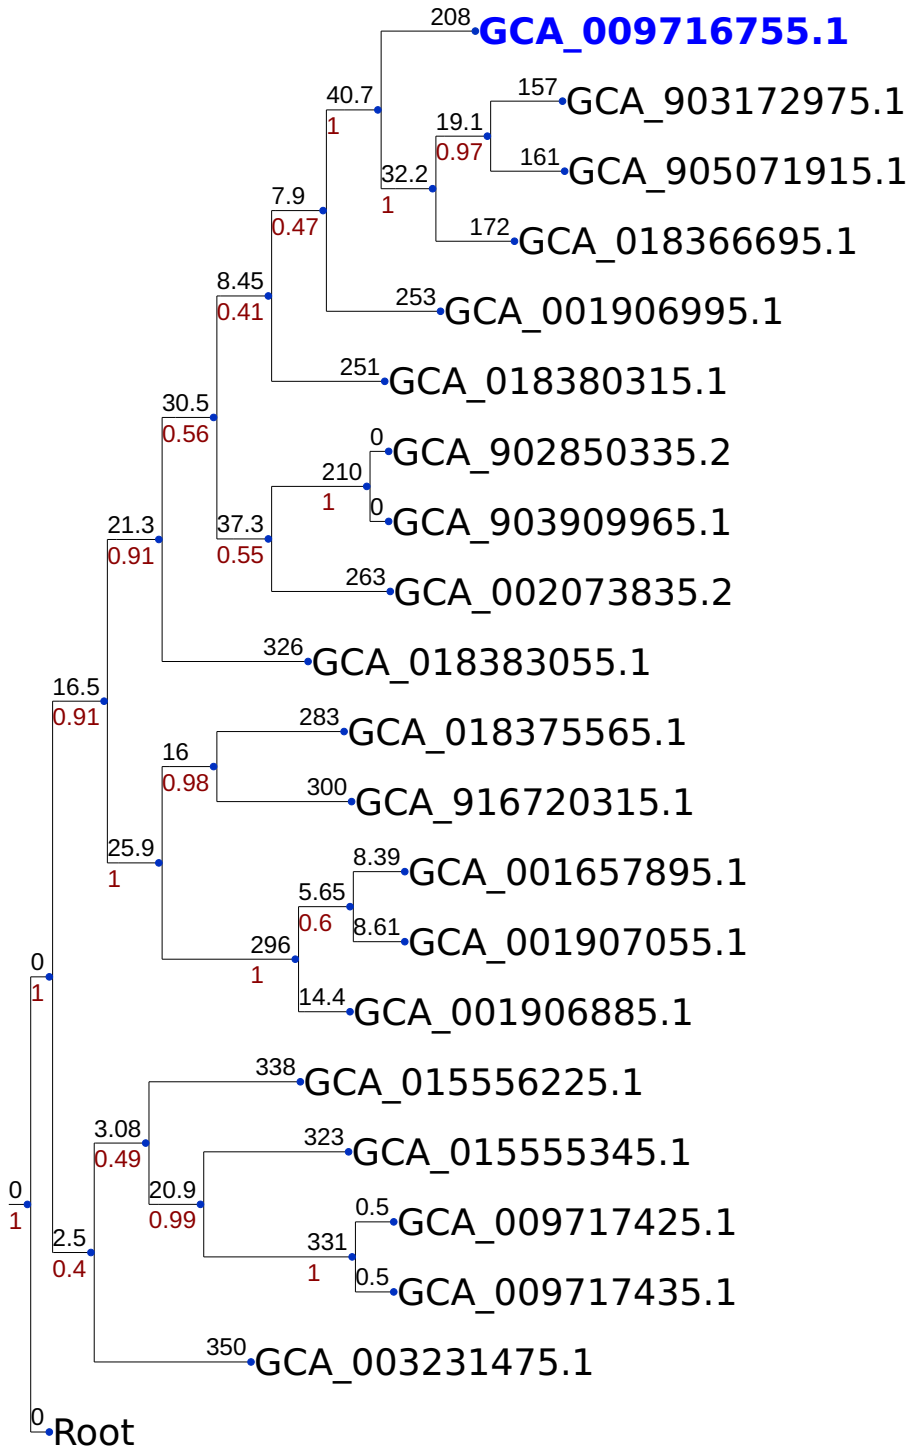 208
GCA_009716755.1
40.7
1
157
GCA_903172975.1
19.1
0.97
161
GCA_905071915.1
32.2
1
7.9
0.47
172
GCA_018366695.1
8.45
0.41
253
GCA_001906995.1
251
GCA_018380315.1
30.5
0.56
0
GCA_902850335.2
210
1
0
GCA_903909965.1
21.3
0.91
37.3
0.55
263
GCA_002073835.2
326
GCA_018383055.1
16.5
0.91
283
GCA_018375565.1
16
0.98
300
GCA_916720315.1
25.9
1
8.39
GCA_001657895.1
5.65
0.6
8.61
GCA_001907055.1
296
1
0
1
14.4
GCA_001906885.1
338
GCA_015556225.1
3.08
0.49
323
GCA_015555345.1
0
1
20.9
0.99
0.5
GCA_009717425.1
2.5
0.4
331
1
0.5
GCA_009717435.1
350
GCA_003231475.1
0
Root